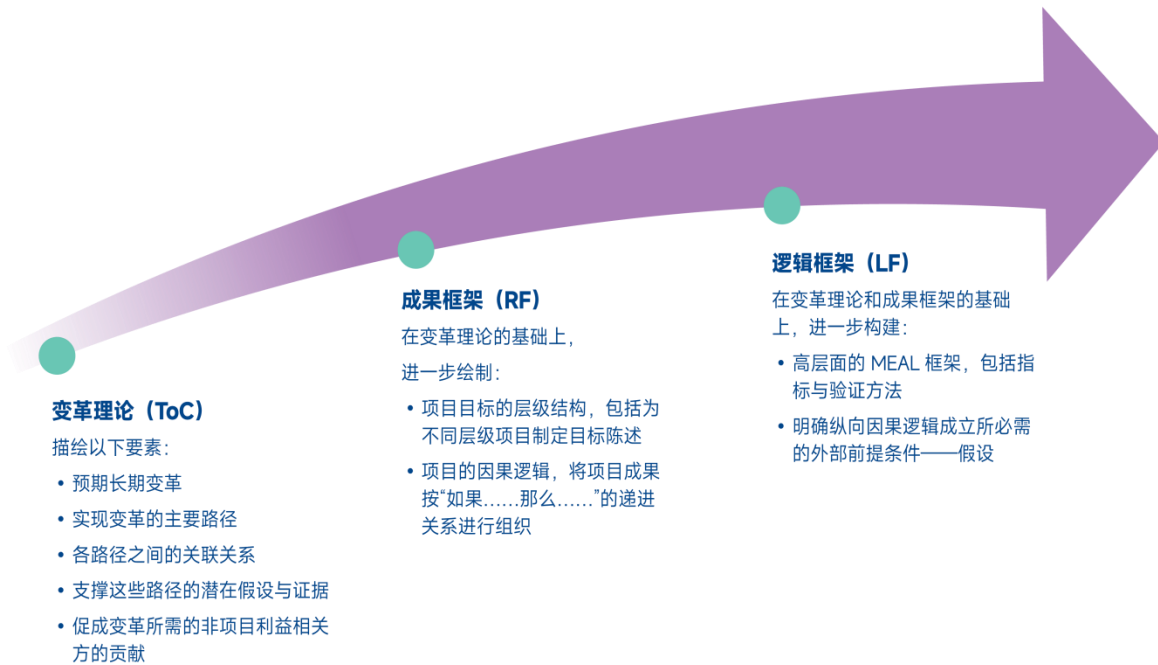 变革理论（ToC）
描绘以下要素：
• 预期长期变革
• 实现变革的主要路径
• 各路径之间的关联关系
• 支撑这些路径的潜在假设与证据
• 促成变革所需的非项目利益相关
方的贡献
成果框架（RF）
在变革理论的基础上，
进一步绘制：
• 项目目标的层级结构，包括为
不同层级项目制定目标陈述
• 项目的因果逻辑，将项目成果
按“如果……那么……”的递进
关系进行组织
逻辑框架（LF）
在变革理论和成果框架的基础
上，进一步构建：
• 高层面的 MEAL 框架，包括指
标与验证方法
• 明确纵向因果逻辑成立所必需
的外部前提条件——假设